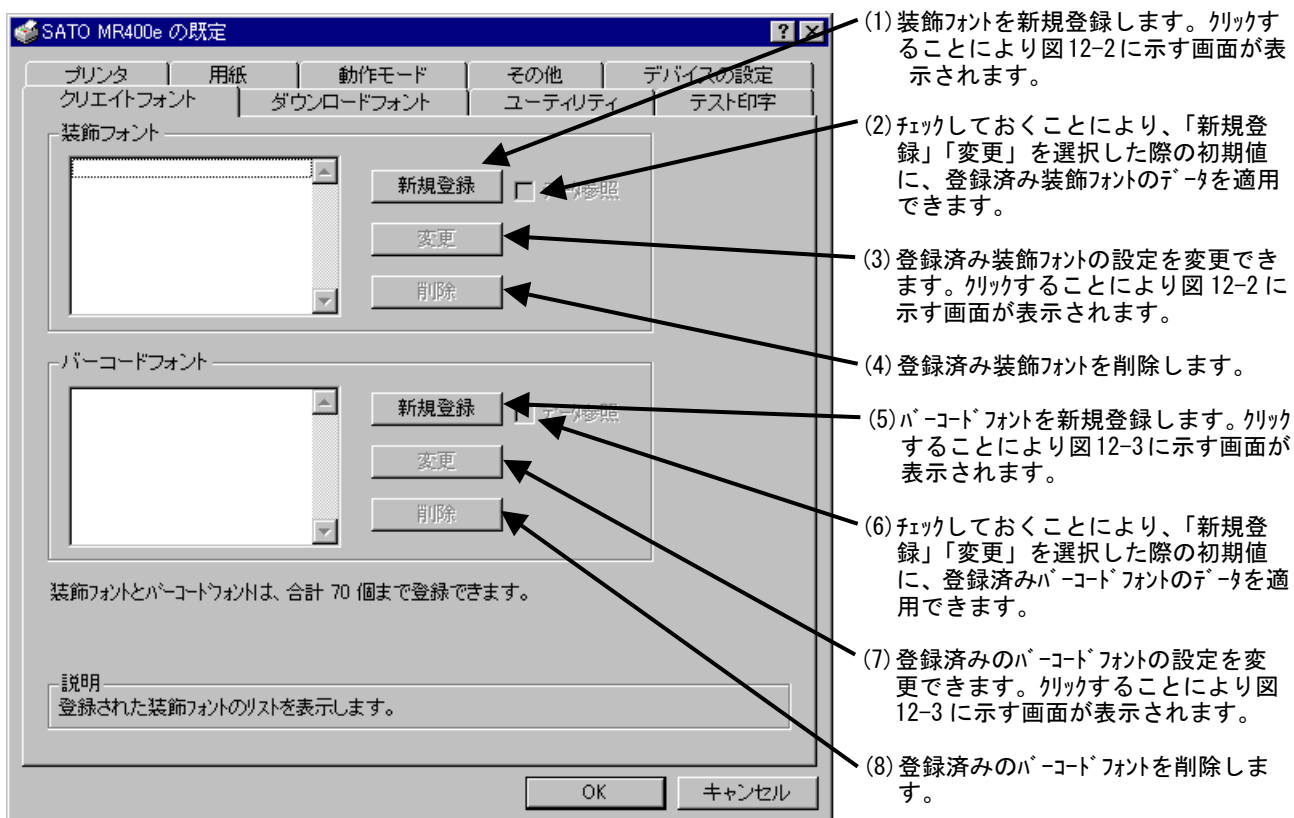 SATO MR400e の既定
プリンタ 用紙 動作モード その他 デバイスの設定
クリエイトフォント ダウンロードフォント ユーティリティ テスト印字
装飾フォント
新規登録 データ参照
変更
削除
バーコードフォント
新規登録 データ参照
変更
削除
装飾フォントとバーコードフォントは、合計 70 個まで登録できます。
説明
登録された装飾フォントのリストを表示します。
OK キャンセル
(1) 装飾ﾌｫﾝﾄを新規登録します。ｸﾘｯｸす
ることにより図12-2に示す画面が表
示されます。
(2) ﾁｪｯｸしておくことにより、「新規登
録」「変更」を選択した際の初期値
に、登録済み装飾ﾌｫﾝﾄのﾃﾞｰﾀを適用
できます。
(3) 登録済み装飾ﾌｫﾝﾄの設定を変更でき
ます。ｸﾘｯｸすることにより図 12-2 に
示す画面が表示されます。
(4) 登録済み装飾ﾌｫﾝﾄを削除します。
(5) ﾊﾞｰｺｰﾄﾞﾌｫﾝﾄを新規登録します。ｸﾘｯｸ
することにより図12-3に示す画面が
表示されます。
(6) ﾁｪｯｸしておくことにより、「新規登
録」「変更」を選択した際の初期値
に、登録済みﾊﾞｰｺｰﾄﾞﾌｫﾝﾄのﾃﾞｰﾀを適
用できます。
(7) 登録済みのﾊﾞｰｺｰﾄﾞﾌｫﾝﾄの設定を変
更できます。ｸﾘｯｸすることにより図
12-3 に示す画面が表示されます。
(8) 登録済みのﾊﾞｰｺｰﾄﾞﾌｫﾝﾄを削除しま
す。